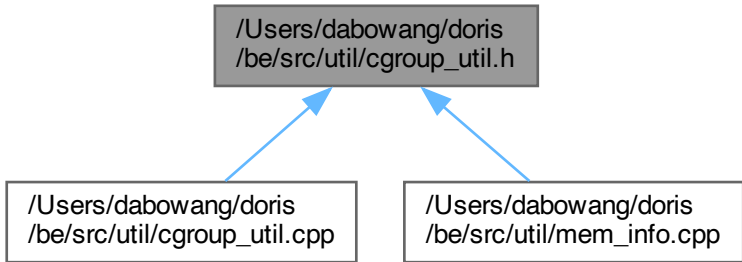 /Users/dabowang/doris
/be/src/util/cgroup_util.h
/Users/dabowang/doris
/be/src/util/cgroup_util.cpp
/Users/dabowang/doris
/be/src/util/mem_info.cpp